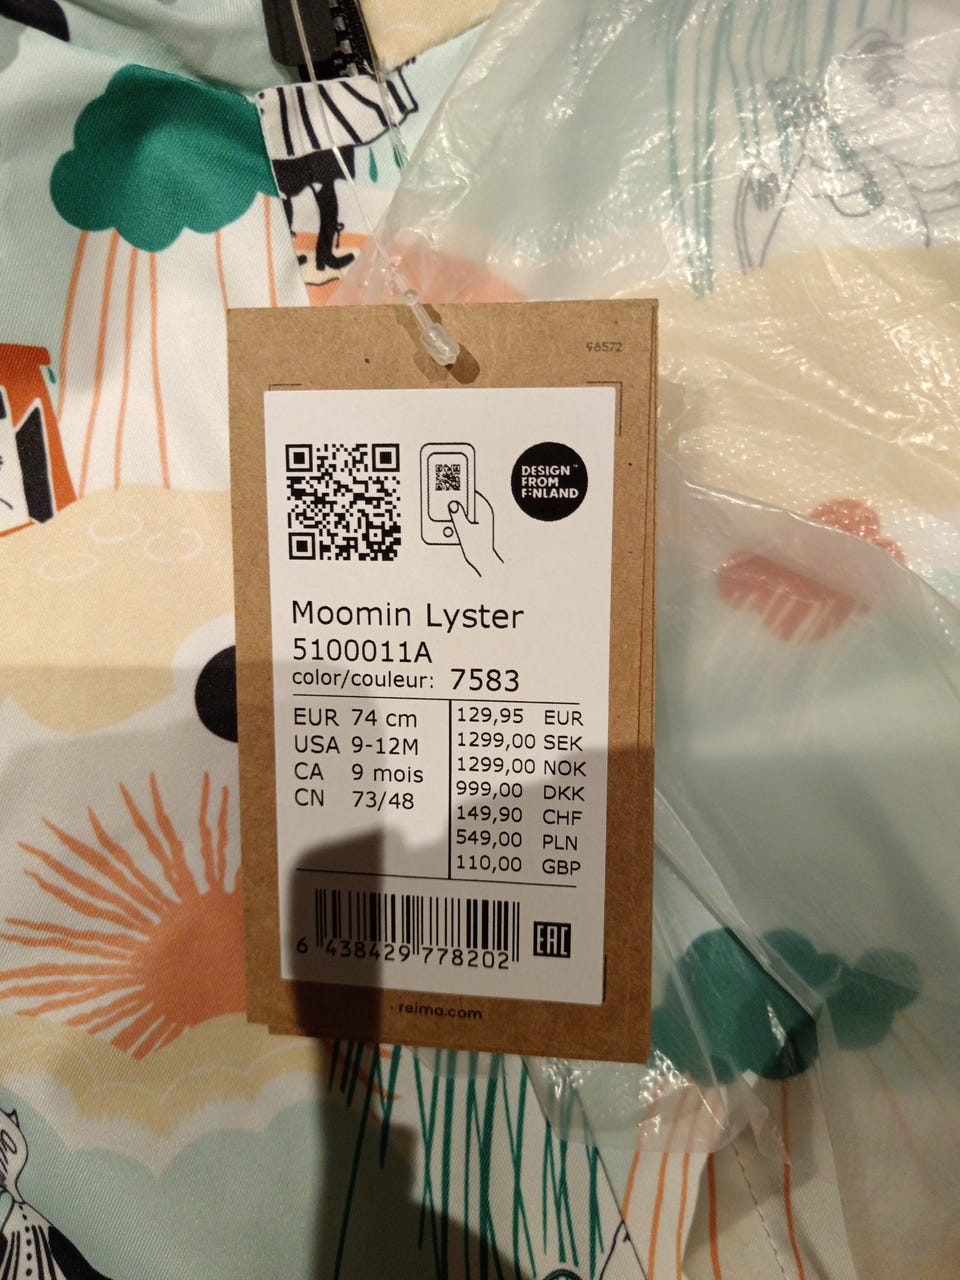 96572
DESIGN™
FROM
FINLAND
Moomin Lyster
5100011A
color/couleur: 7583
EUR 74 cm
USA 9-12M
CA 9 mois
CN 73/48
129,95 EUR
1299,00 SEK
1299,00 NOK
999,00 DKK
149,90 CHF
549,00 PLN
110,00 GBP
6 438429 778202
EAC
reima.com